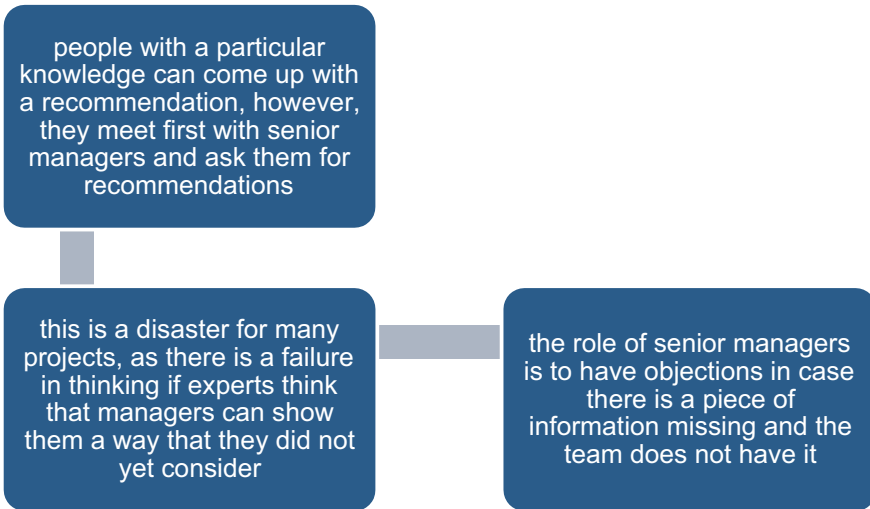 people with a particular
knowledge can come up with
a recommendation, however,
they meet first with senior
managers and ask them for
recommendations
this is a disaster for many
projects, as there is a failure
in thinking if experts think
that managers can show
them a way that they did not
yet consider
the role of senior managers
is to have objections in case
there is a piece of
information missing and the
team does not have it